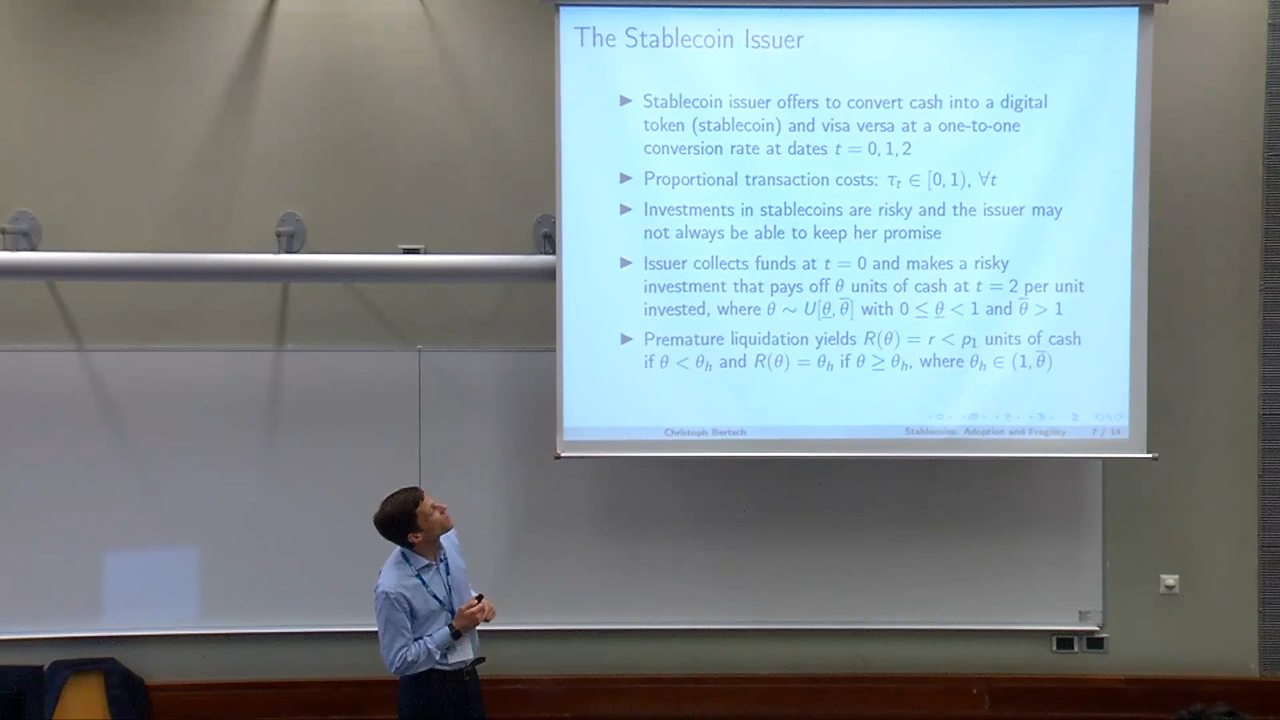 The Stablecoin Issuer
▶ Stablecoin issuer offers to convert cash into a digital
token (stablecoin) and visa versa at a one-to-one
conversion rate at dates t = 0, 1, 2
▶ Proportional transaction costs: τₜ ∈ [0, 1), ∀t
▶ Investments in stablecoins are risky and the issuer may
not always be able to keep her promise
▶ Issuer collects funds at t = 0 and makes a risky
investment that pays off θ units of cash at t = 2 per unit
invested, where θ ∼ U[θ̲, θ̅] with 0 ≤ θ̲ < 1 and θ̅ > 1
▶ Premature liquidation yields R(θ) = r < p₁ units of cash
if θ < θₕ and R(θ) = θₕ if θ ≥ θₕ, where θₕ ∈ (1, θ̅)
Christoph Bertsch Stablecoins: Adoption and Fragility 7 / 14